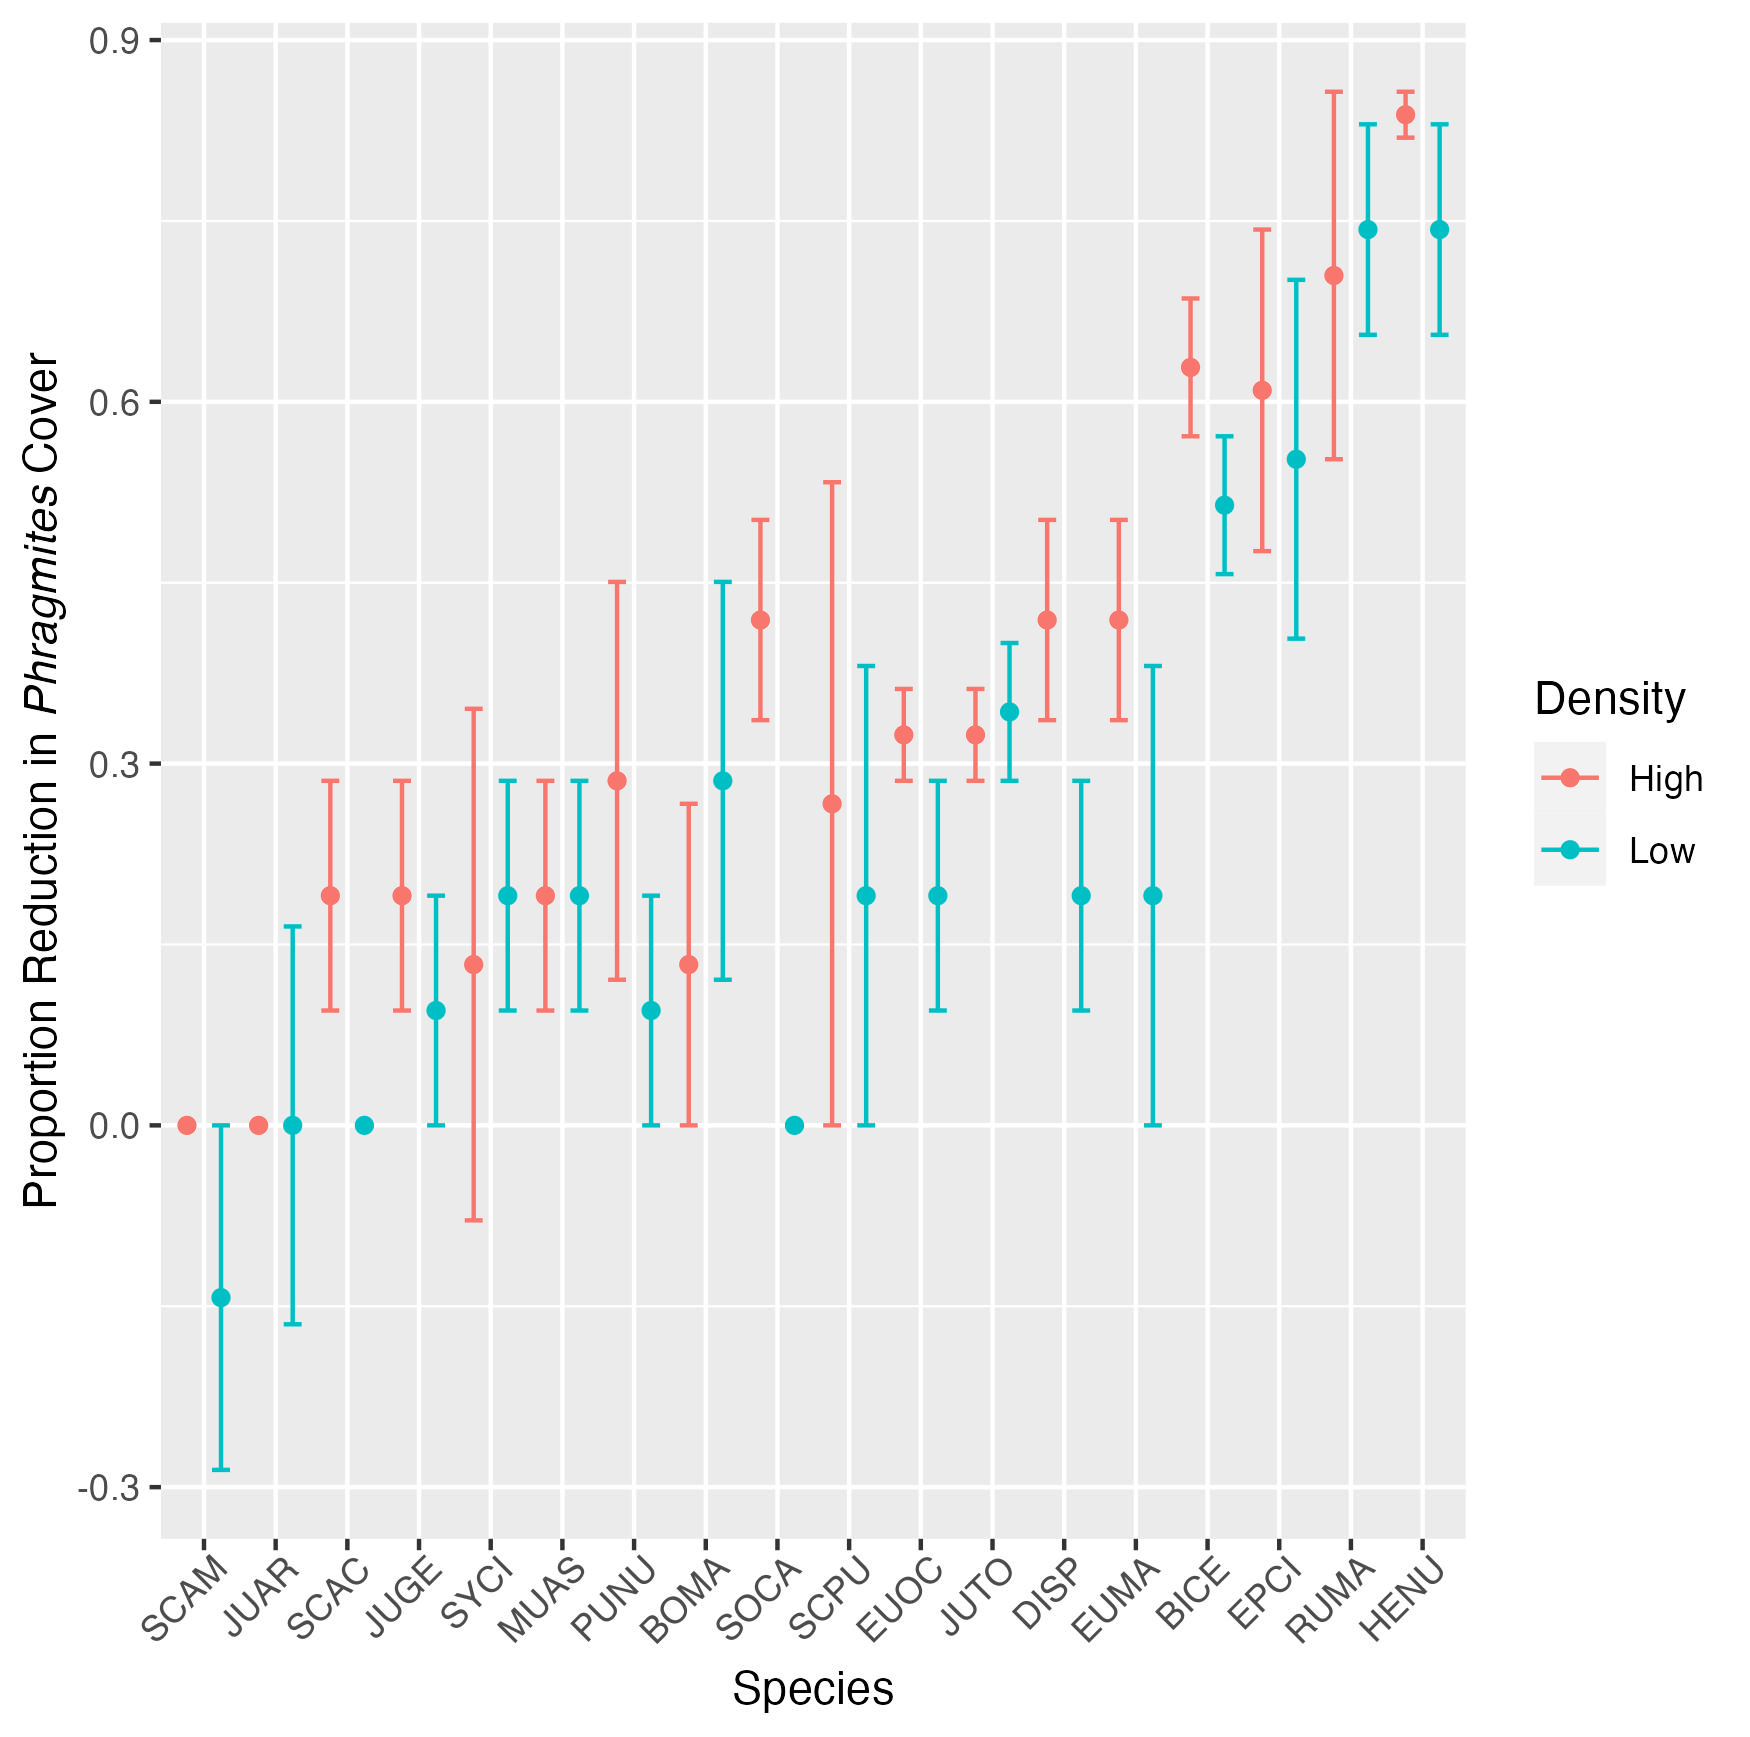 0.9
0.6
0.3
0.0
-0.3
Proportion Reduction in Phragmites Cover
SCAM
JUAR
SCAC
JUGE
SYCI
MUAS
PUNU
BOMA
SOCA
SCPU
EUOC
JUTO
DISP
EUMA
BICE
EPCI
RUMA
HENU
Species
Density
High
Low